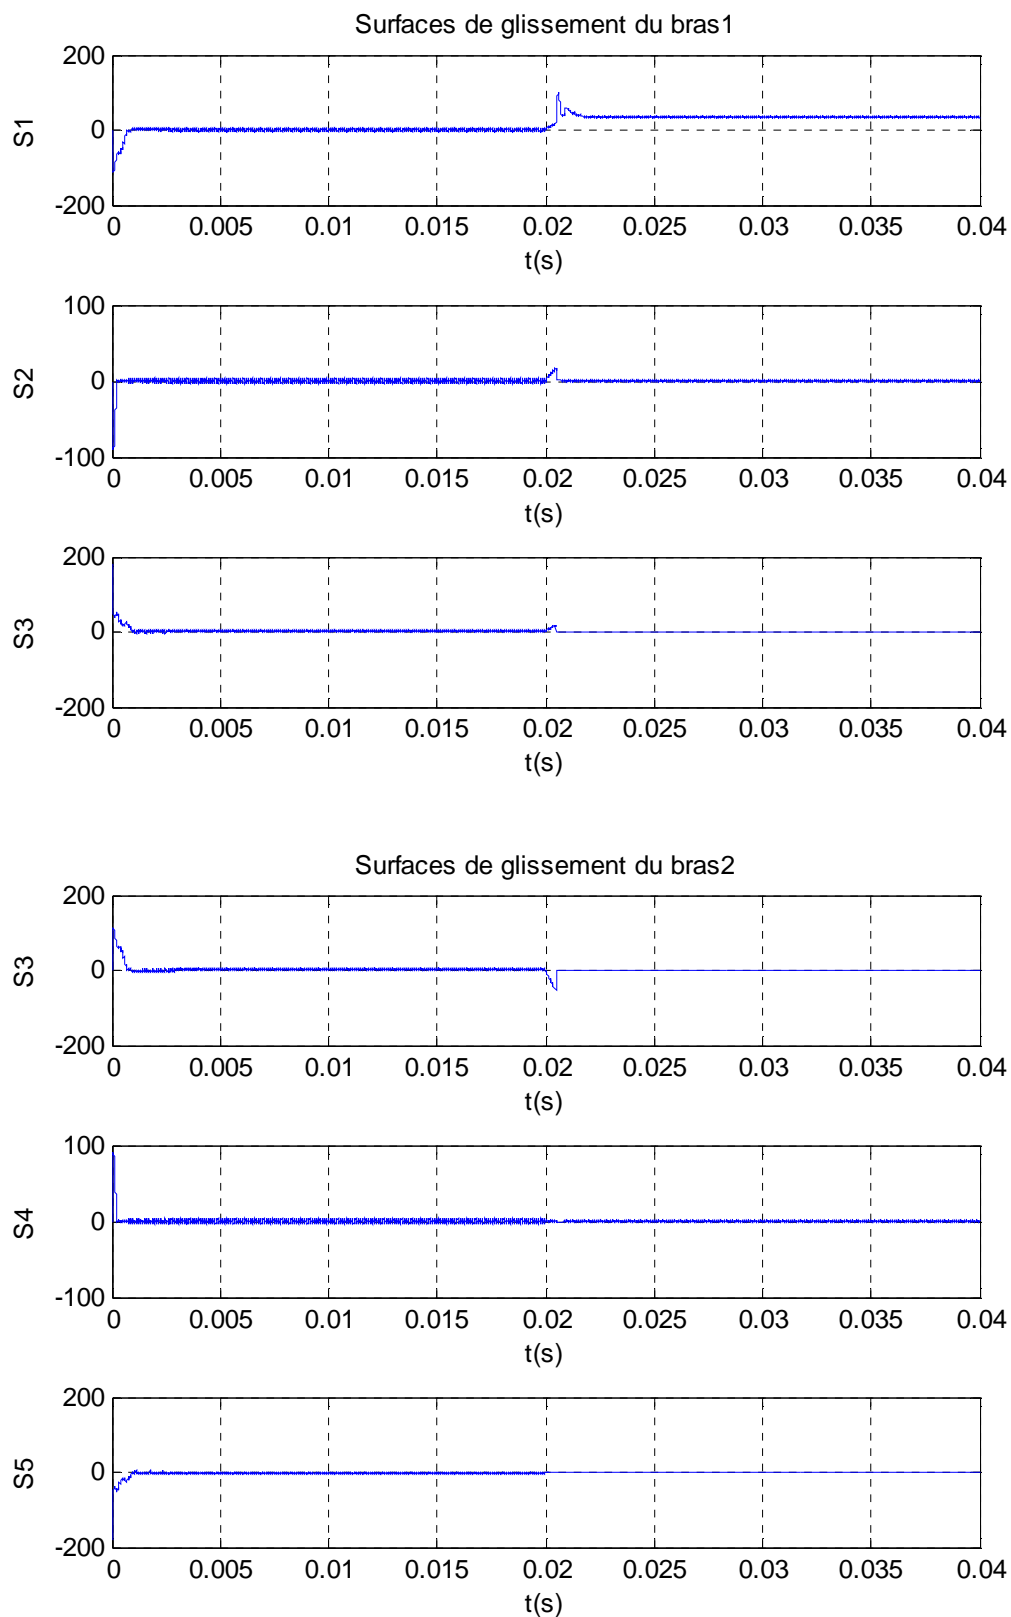 Surfaces de glissement du bras1
200
0
-200
S1
0 0.005 0.01 0.015 0.02 0.025 0.03 0.035 0.04
t(s)
100
0
-100
S2
0 0.005 0.01 0.015 0.02 0.025 0.03 0.035 0.04
t(s)
200
0
-200
S3
0 0.005 0.01 0.015 0.02 0.025 0.03 0.035 0.04
t(s)
Surfaces de glissement du bras2
200
0
-200
S3
0 0.005 0.01 0.015 0.02 0.025 0.03 0.035 0.04
t(s)
100
0
-100
S4
0 0.005 0.01 0.015 0.02 0.025 0.03 0.035 0.04
t(s)
200
0
-200
S5
0 0.005 0.01 0.015 0.02 0.025 0.03 0.035 0.04
t(s)